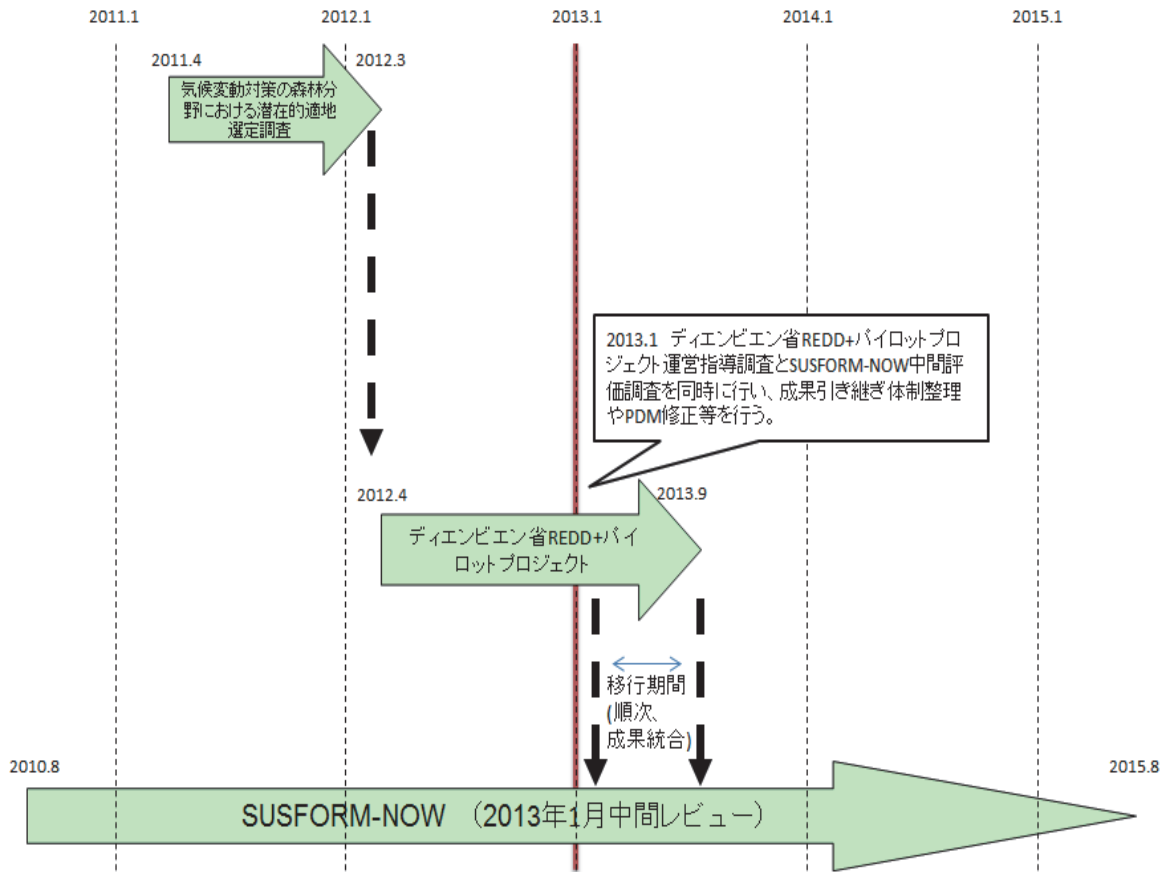 2011.1
2012.1
2013.1
2014.1
2015.1
2011.4
2012.3
気候変動対策の森林分
野における潜在的適地
選定調査
2013.1 ディエンビエン省REDD+パイロットプロ
ジェクト運営指導調査とSUSFORM-NOW中間評
価調査を同時に行い、成果引き継ぎ体制整理
やPDM修正等を行う。
2012.4
2013.9
ディエンビエン省REDD+パイ
ロットプロジェクト
移行期間
(順次、
成果統合)
2010.8
2015.8
SUSFORM-NOW （2013年1月中間レビュー）